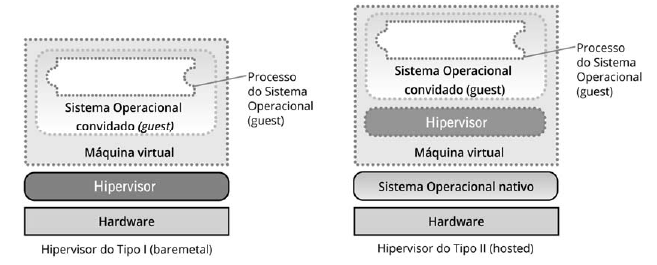 Sistema Operacional
convidado (guest)
Máquina virtual
Processo
do Sistema
Operacional
(guest)
Hipervisor
Hardware
Hipervisor do Tipo I (baremetal)
Sistema Operacional
convidado (guest)
Hipervisor
Máquina virtual
Processo
do Sistema
Operacional
(guest)
Sistema Operacional nativo
Hardware
Hipervisor do Tipo II (hosted)